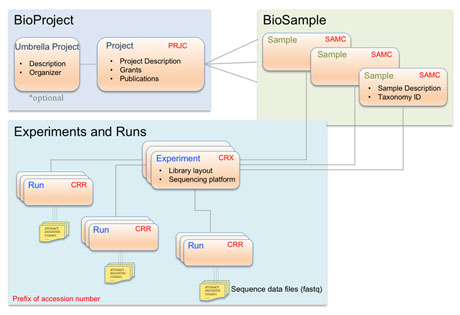 BioProject
Umbrella Project
Description
Organizer
*optional
Project PRJC
Project Description
Grants
Publications
BioSample
Sample SAMC
Sample SAMC
Sample SAMC
Sample Description
Taxonomy ID
Experiments and Runs
Experiment CRX
Library layout
Sequencing platform
Run CRR
Run CRR
Run CRR
Sequence data files (fastq)
Prefix of accession number